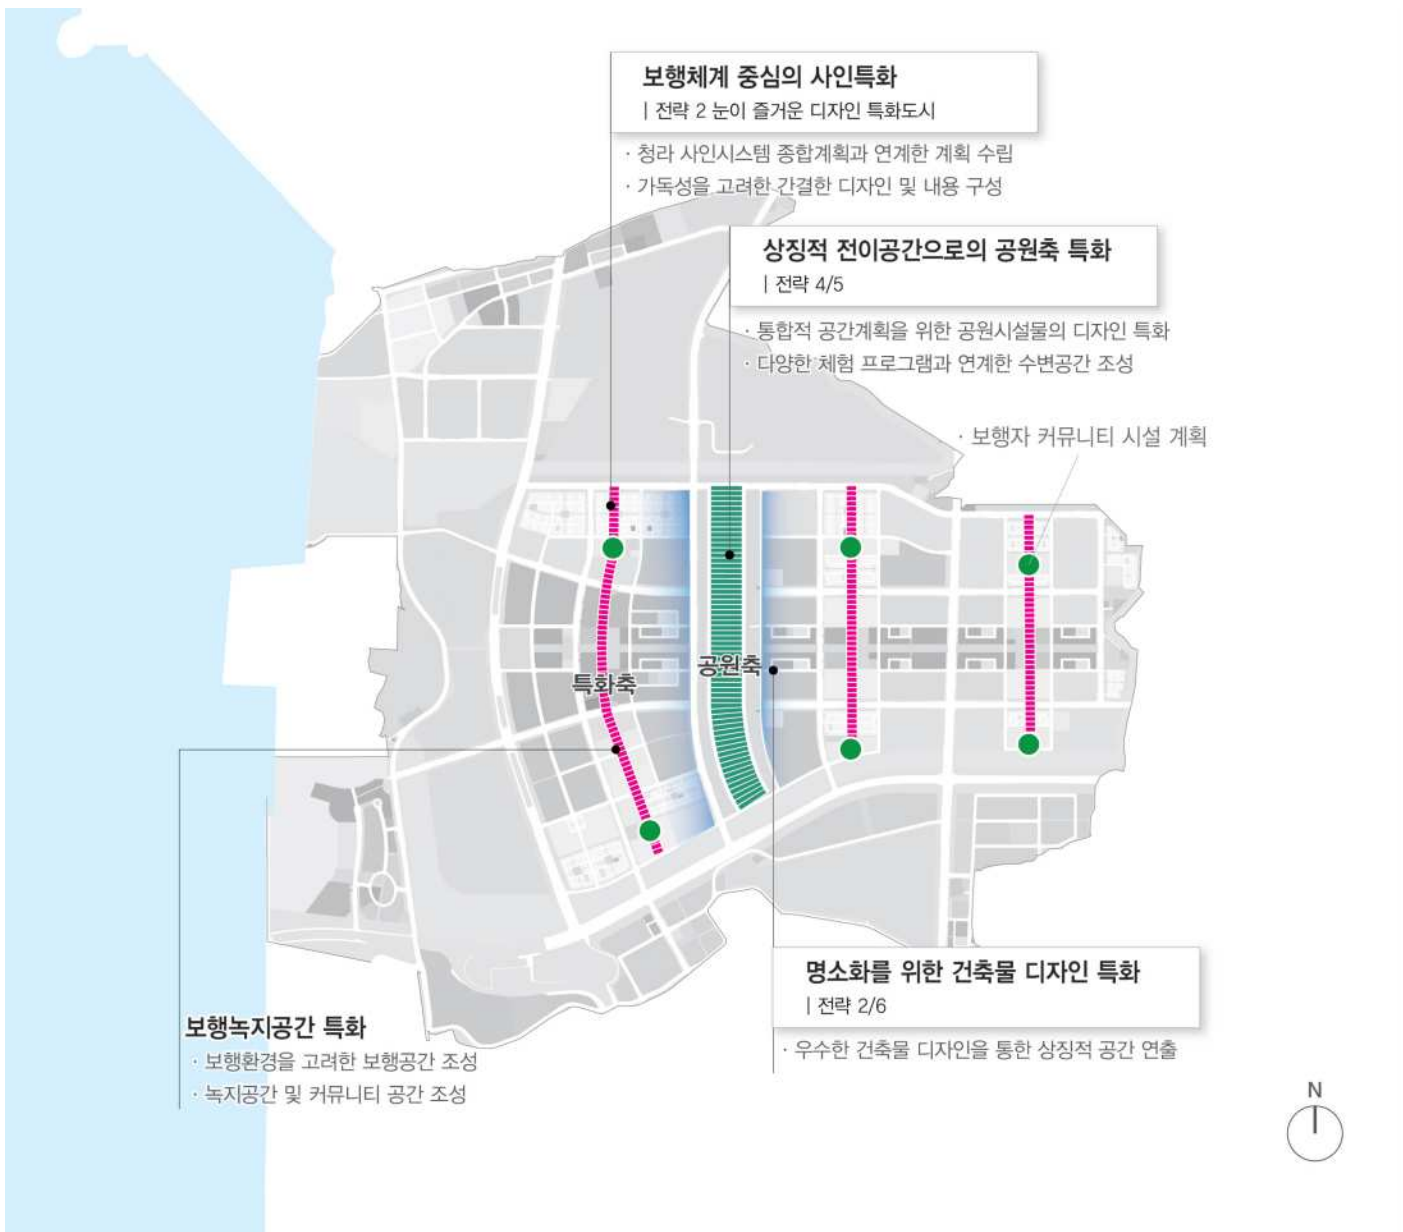 보행체계 중심의 사인특화
| 전략 2 눈이 즐거운 디자인 특화도시
· 청라 사인시스템 종합계획과 연계한 계획 수립
· 가독성을 고려한 간결한 디자인 및 내용 구성
상징적 전이공간으로의 공원축 특화
| 전략 4/5
· 통합적 공간계획을 위한 공원시설물의 디자인 특화
· 다양한 체험 프로그램과 연계한 수변공간 조성
· 보행자 커뮤니티 시설 계획
공원축
특화축
명소화를 위한 건축물 디자인 특화
| 전략 2/6
· 우수한 건축물 디자인을 통한 상징적 공간 연출
보행녹지공간 특화
· 보행환경을 고려한 보행공간 조성
· 녹지공간 및 커뮤니티 공간 조성
N